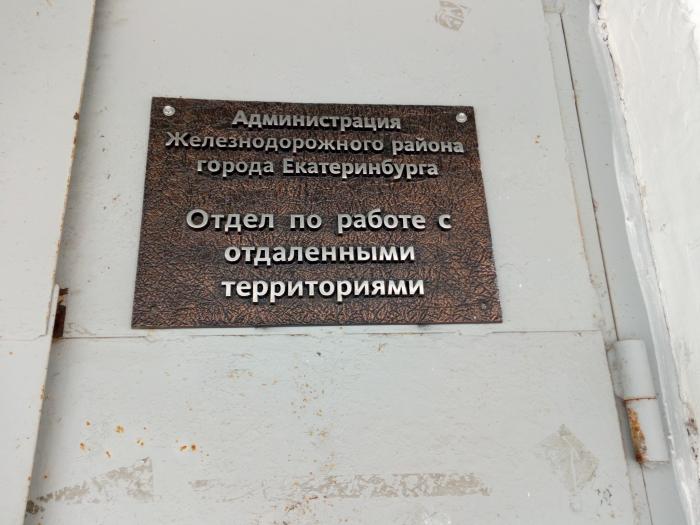 Администрация
Железнодорожного района
города Екатеринбурга
Отдел по работе с
отдаленными
территориями